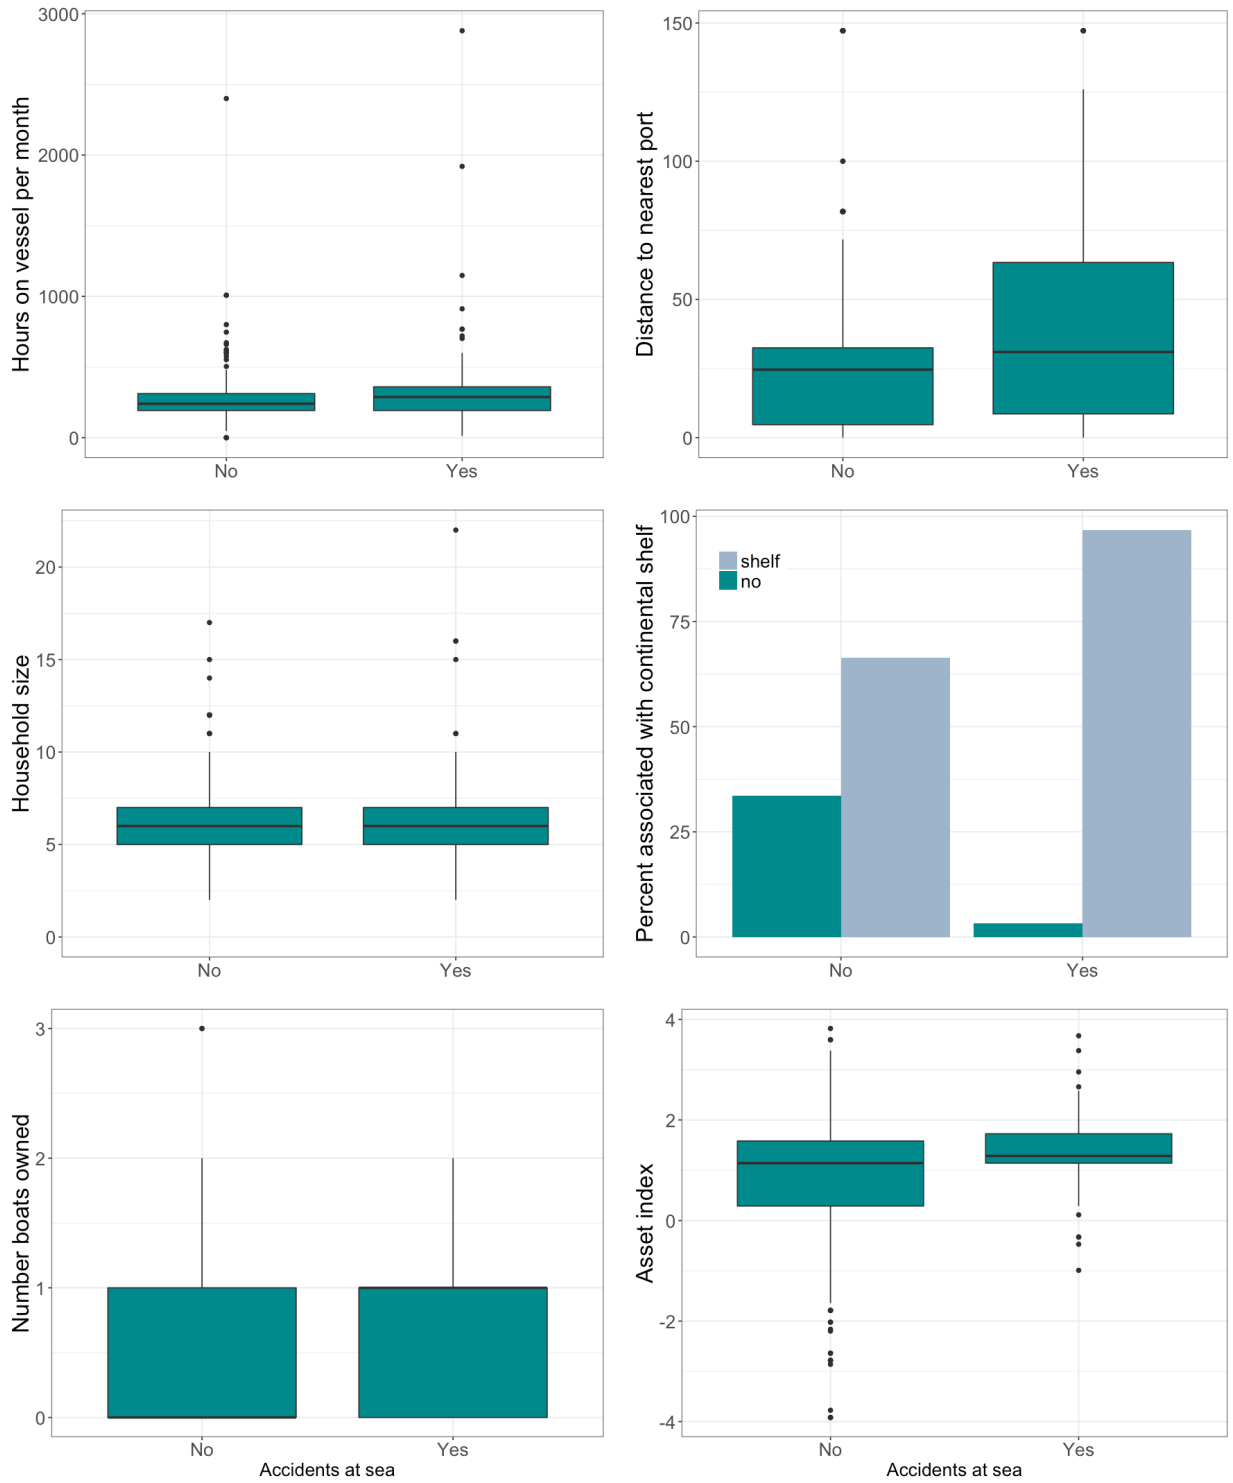 Hours on vessel per month
3000
2000
1000
0
No
Yes
Distance to nearest port
150
100
50
0
No
Yes
Household size
20
15
10
5
0
No
Yes
Percent associated with continental shelf
100
75
50
25
0
shelf
no
No
Yes
Number boats owned
3
2
1
0
No
Yes
Accidents at sea
Asset index
4
2
0
-2
-4
No
Yes
Accidents at sea